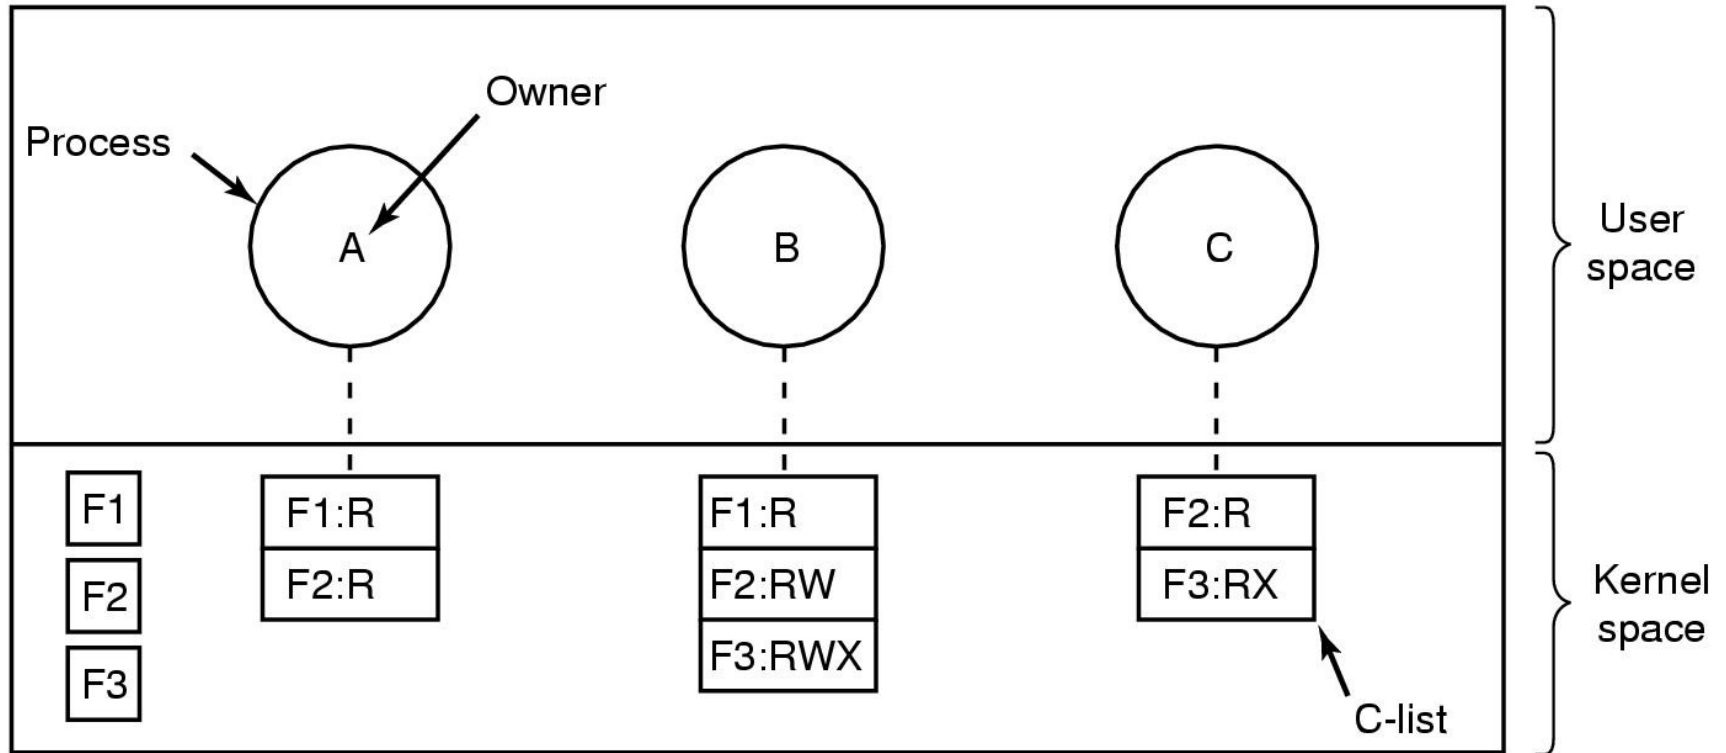 Owner
Process
A
B
C
User
space
F1
F2
F3
F1:R
F2:R
F1:R
F2:RW
F3:RWX
F2:R
F3:RX
C-list
Kernel
space